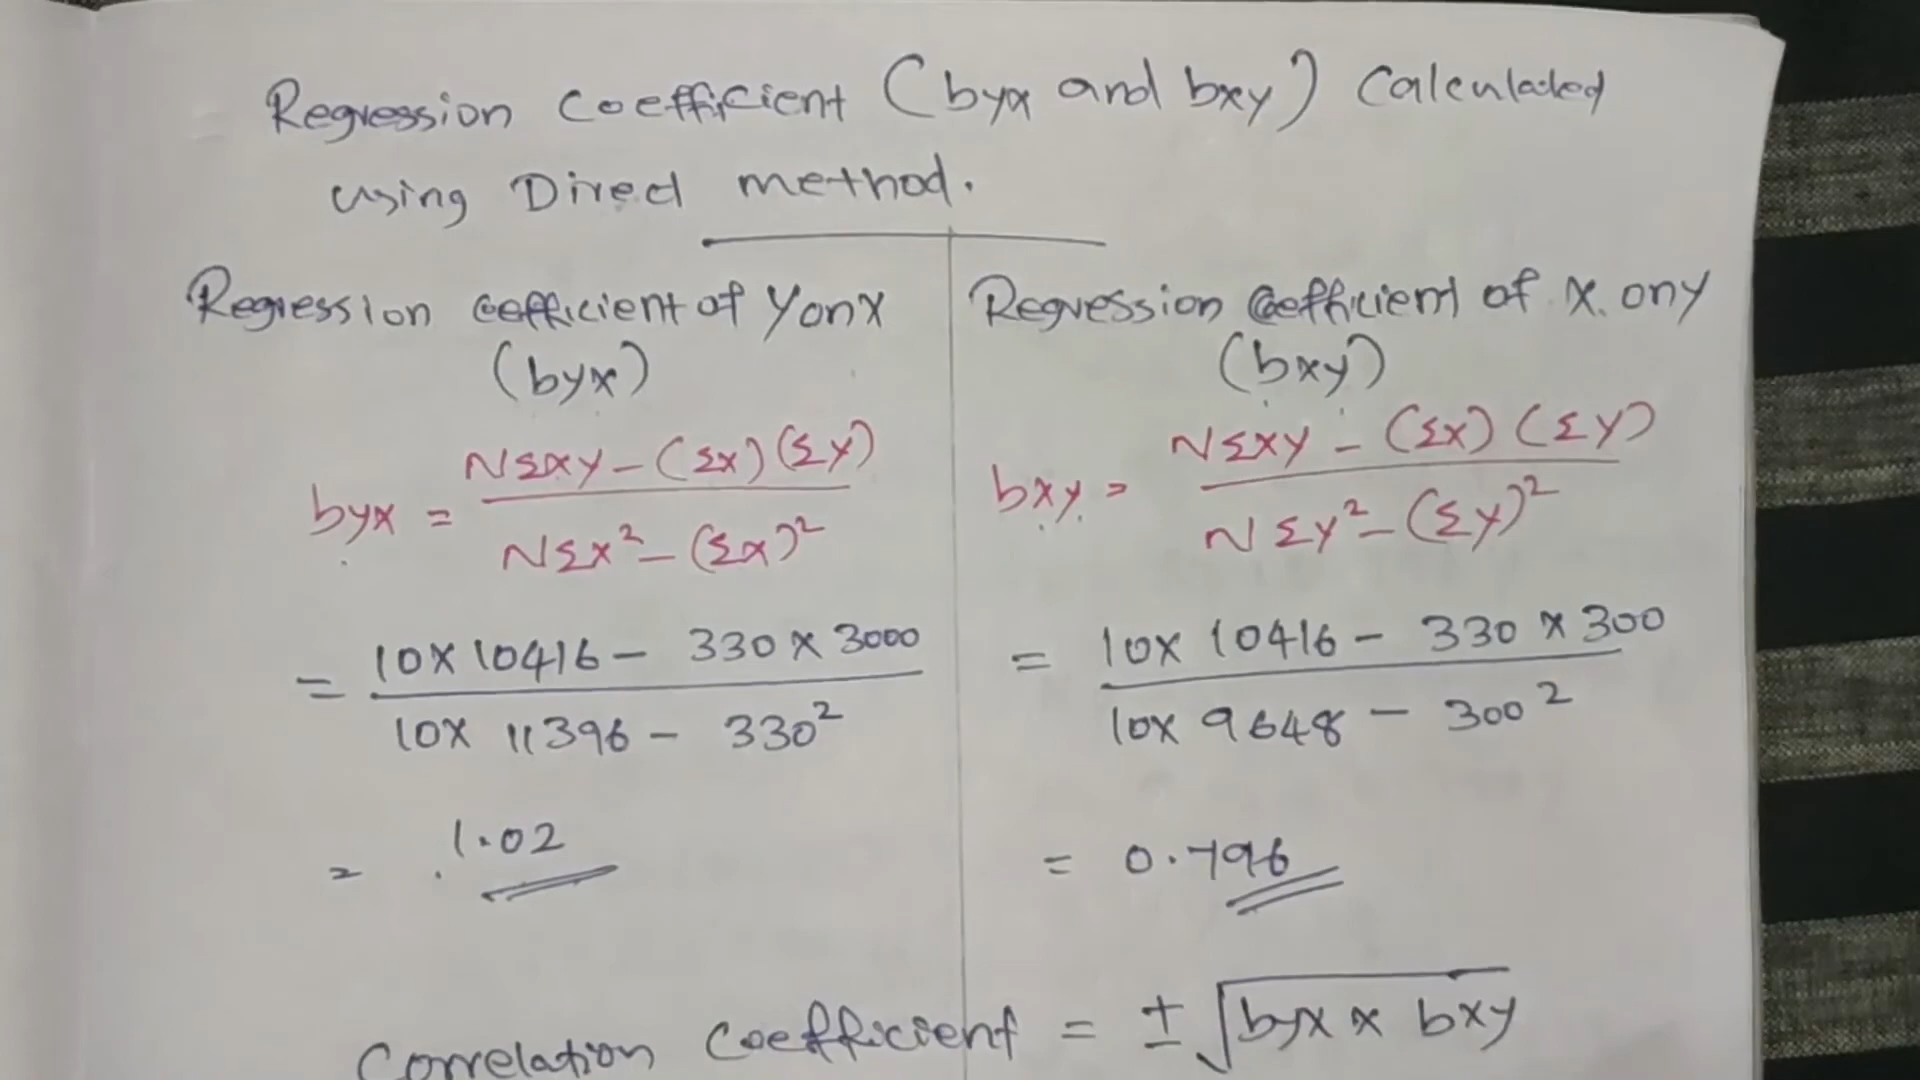 Regression Coefficient (byx and bxy) Calculated
using Direct method.
Regression Coefficient of Y on X
(byx)
byx = NΣxy - (Σx)(Σy) / NΣx² - (Σx)²
= 10 x 10416 - 330 x 3000 / 10 x 11396 - 330²
= 1.02
Regression Coefficient of X on y
(bxy)
bxy = NΣxy - (Σx)(Σy) / NΣy² - (Σy)²
= 10x 10416 - 330 x 300 / 10x 9648 - 300²
= 0.796
Correlation Coefficient = ± √byx x bxy